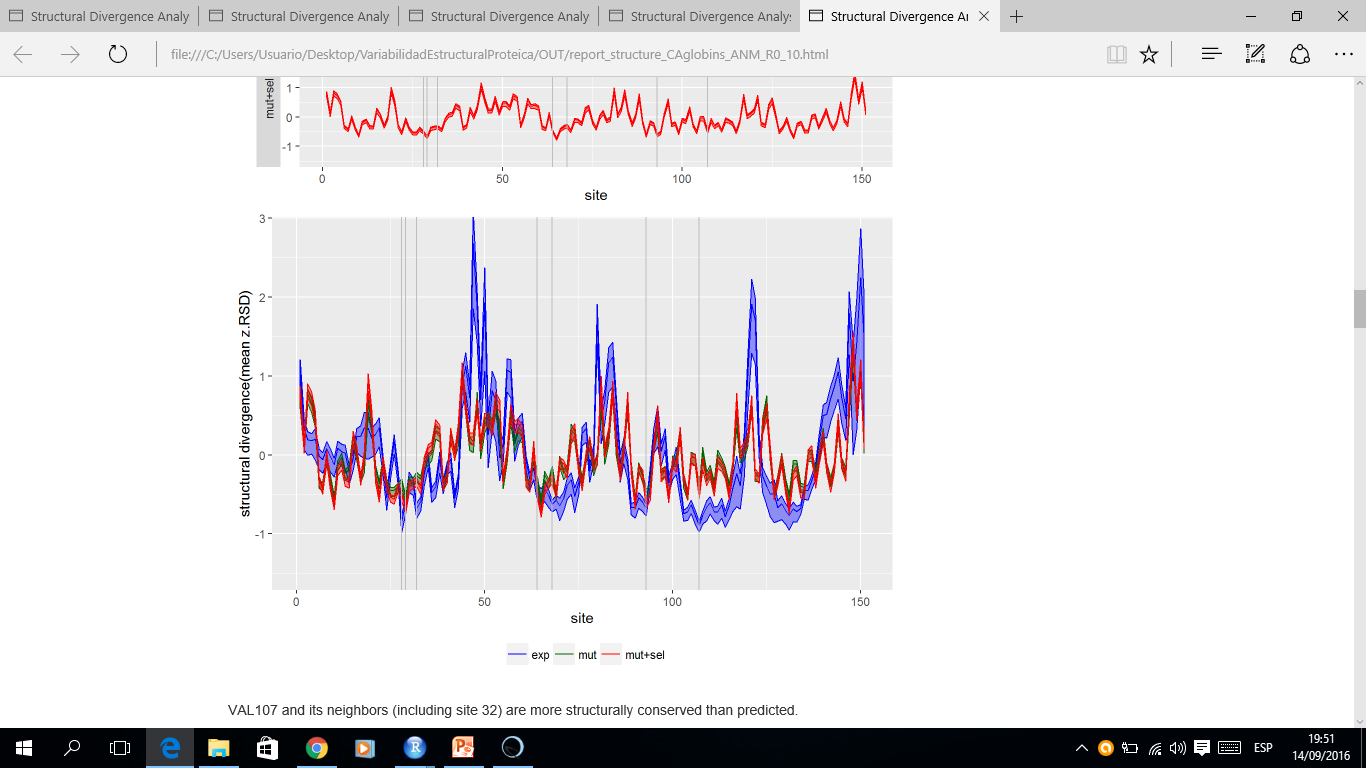 Structural Divergence Analy
Structural Divergence Analy
Structural Divergence Analy
Structural Divergence Analy
Structural Divergence Ar
file:///C:/Users/Usuario/Desktop/VariabilidadEstructuralProteica/OUT/report_structure_CAglobins_ANM_R0_10.html
mut+sel
1
0
-1
0 50 100 150
site
structural divergence(mean z.RSD)
3
2
1
0
-1
0 50 100 150
site
exp mut mut+sel
VAL107 and its neighbors (including site 32) are more structurally conserved than predicted.
ESP
19:51
14/09/2016